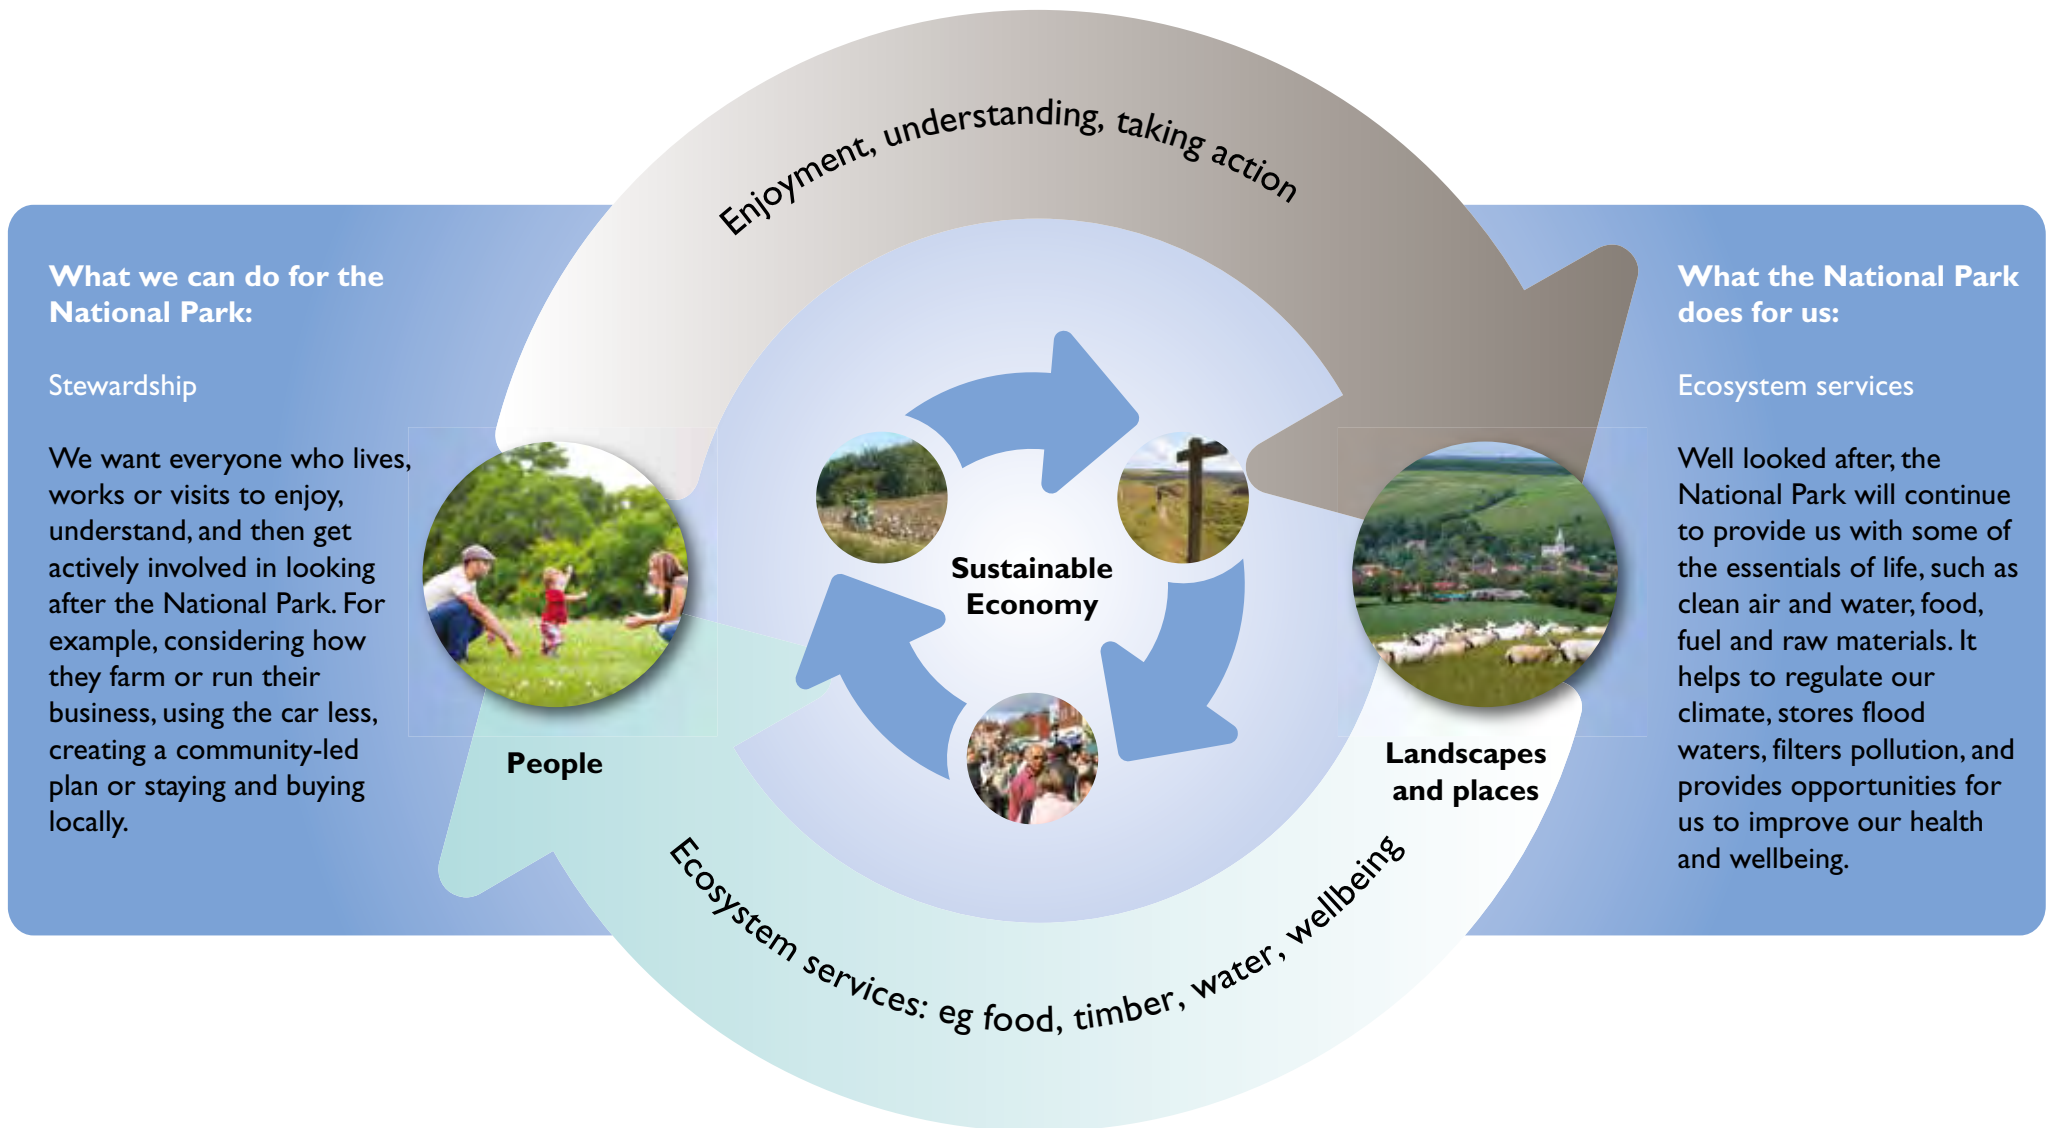 Enjoyment, understanding, taking action
What we can do for the
National Park:
Stewardship
We want everyone who lives,
works or visits to enjoy,
understand, and then get
actively involved in looking
after the National Park. For
example, considering how
they farm or run their
business, using the car less,
creating a community-led
plan or staying and buying
locally.
People
Sustainable
Economy
Landscapes
and places
Ecosystem services: eg food, timber, water, wellbeing
What the National Park
does for us:
Ecosystem services
Well looked after, the
National Park will continue
to provide us with some of
the essentials of life, such as
clean air and water, food,
fuel and raw materials. It
helps to regulate our
climate, stores flood
waters, filters pollution, and
provides opportunities for
us to improve our health
and wellbeing.